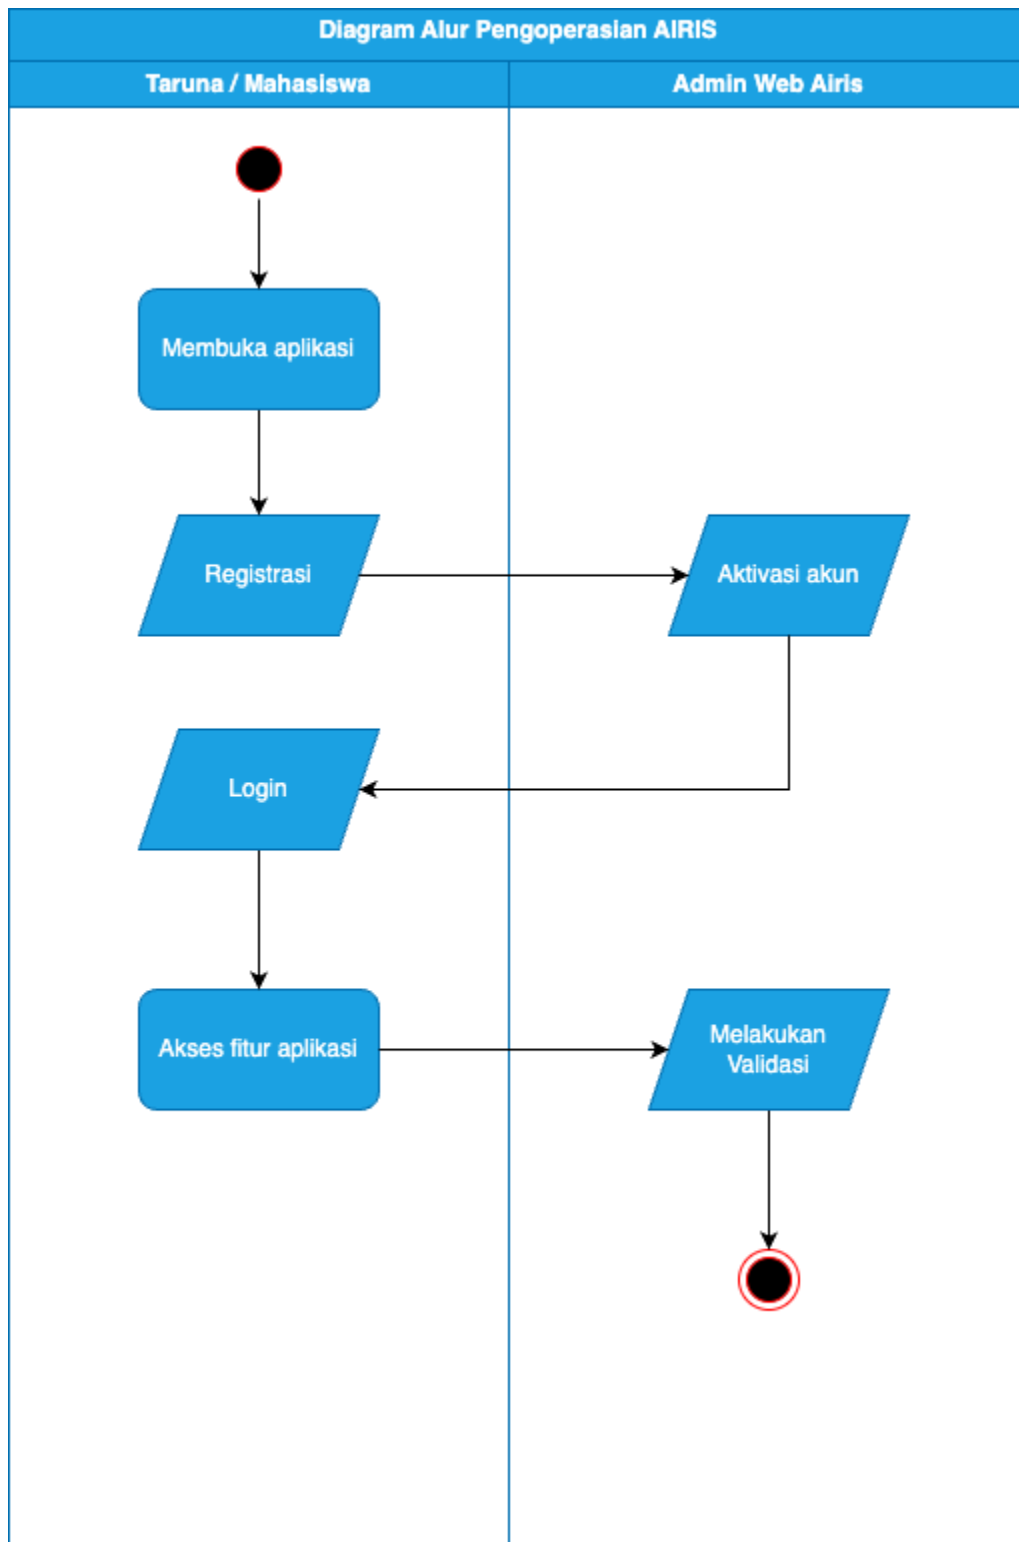 Diagram Alur Pengoperasian AIRIS
Taruna / Mahasiswa
Admin Web Airis
Membuka aplikasi
Registrasi
Aktivasi akun
Login
Akses fitur aplikasi
Melakukan
Validasi